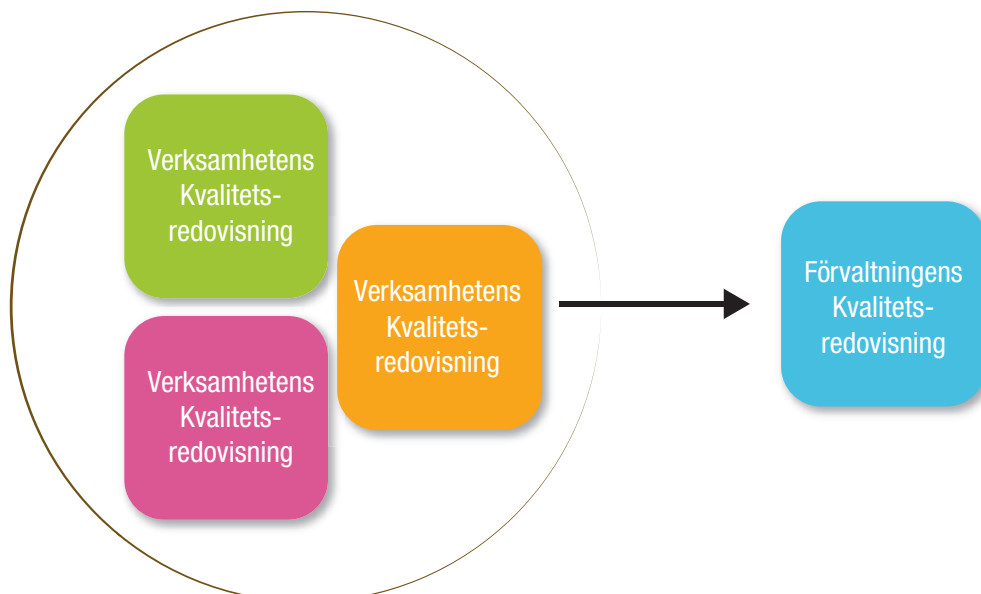 Verksamhetens
Kvalitets-
redovisning
Verksamhetens
Kvalitets-
redovisning
Verksamhetens
Kvalitets-
redovisning
Förvaltningens
Kvalitets-
redovisning